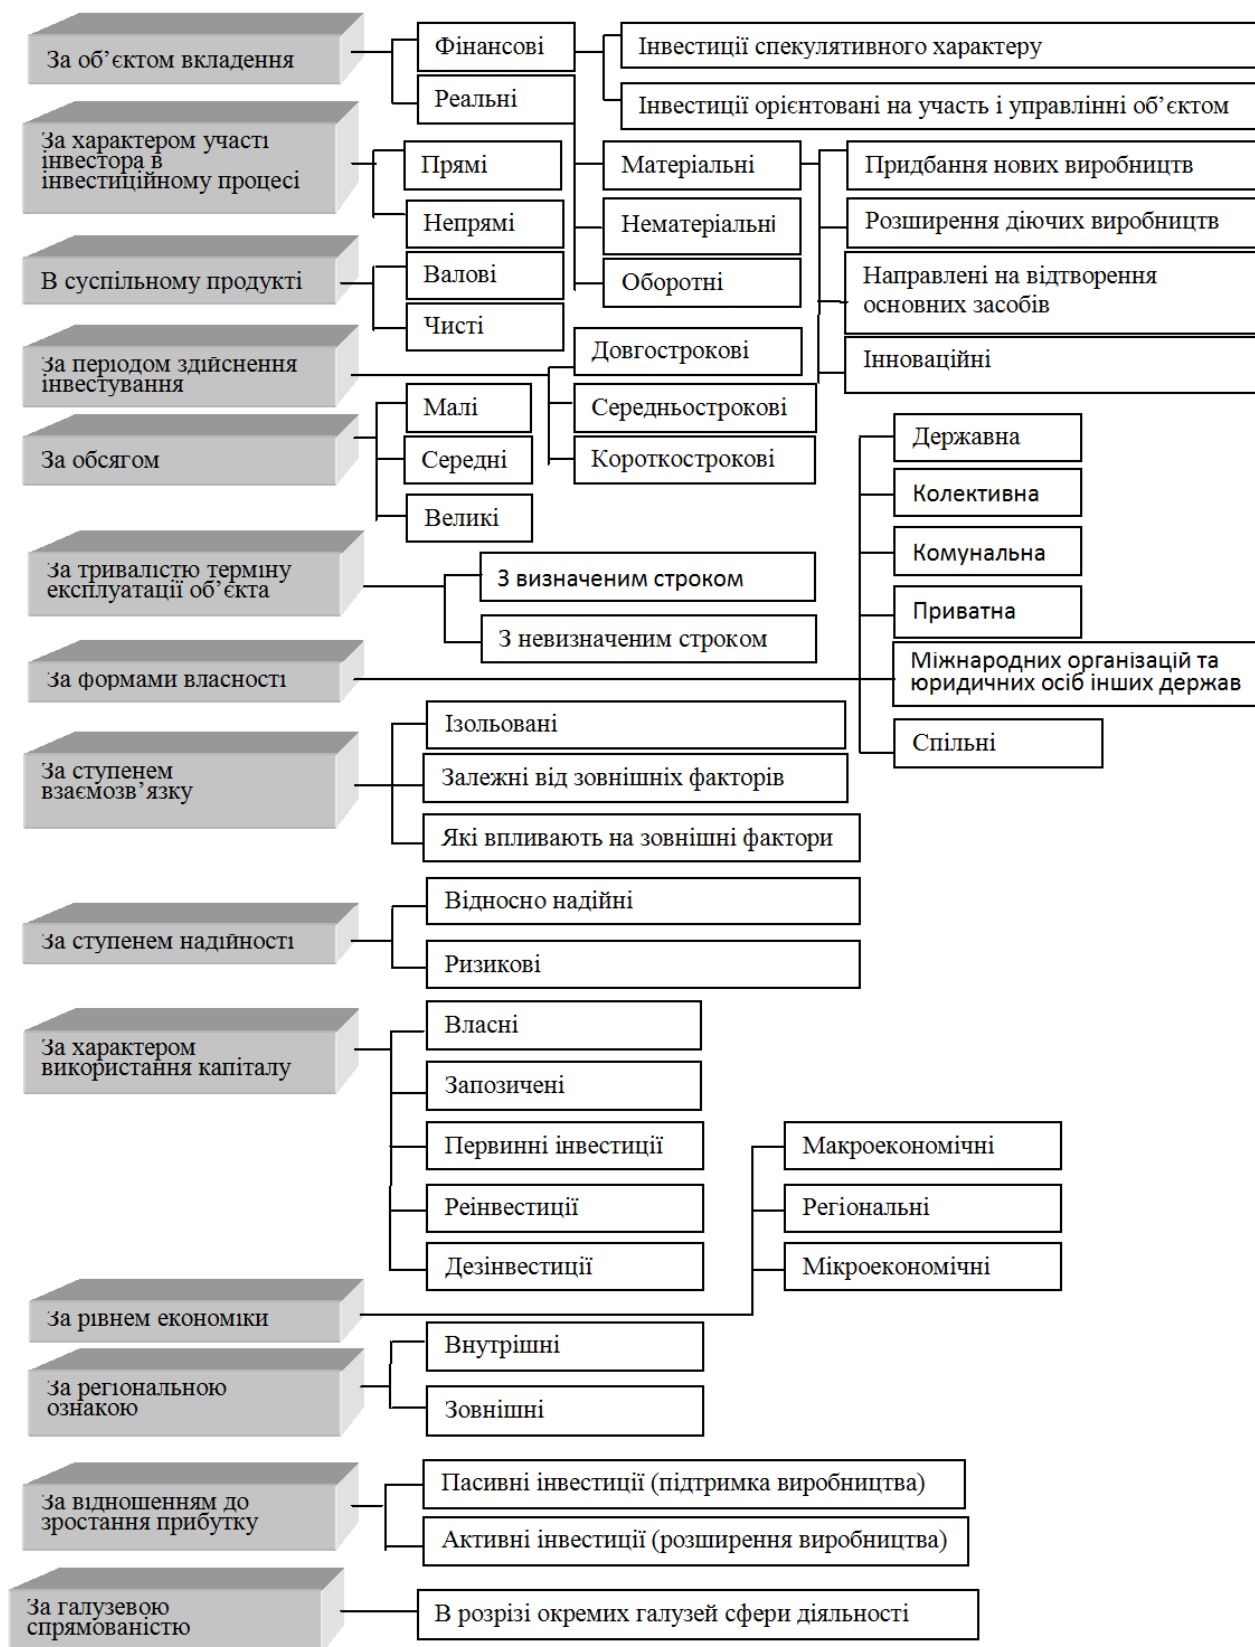 За об’єктом вкладення
Фінансові
Реальні
Інвестиції спекулятивного характеру
Інвестиції орієнтовані на участь і управлінні об’єктом
За характером участі
інвестора в
інвестиційному процесі
Прямі
Непрямі
Матеріальні
Нематеріальні
Оборотні
Придбання нових виробництв
Розширення діючих виробництв
Направлені на відтворення
основних засобів
Інноваційні
В суспільному продукті
Валові
Чисті
За періодом здійснення
інвестування
Довгострокові
Середньострокові
Короткострокові
За обсягом
Малі
Середні
Великі
За тривалістю терміну
експлуатації об’єкта
З визначеним строком
З невизначеним строком
За формами власності
Державна
Колективна
Комунальна
Приватна
Міжнародних організацій та
юридичних осіб інших держав
Спільні
За ступенем
взаємозв’язку
Ізольовані
Залежні від зовнішніх факторів
Які впливають на зовнішні фактори
За ступенем надійності
Відносно надійні
Ризикові
За характером
використання капіталу
Власні
Запозичені
Первинні інвестиції
Реінвестиції
Дезінвестиції
За рівнем економіки
Макроекономічні
Регіональні
Мікроекономічні
За регіональною
ознакою
Внутрішні
Зовнішні
За відношенням до
зростання прибутку
Пасивні інвестиції (підтримка виробництва)
Активні інвестиції (розширення виробництва)
За галузевою
спрямованістю
В розрізі окремих галузей сфери діяльності